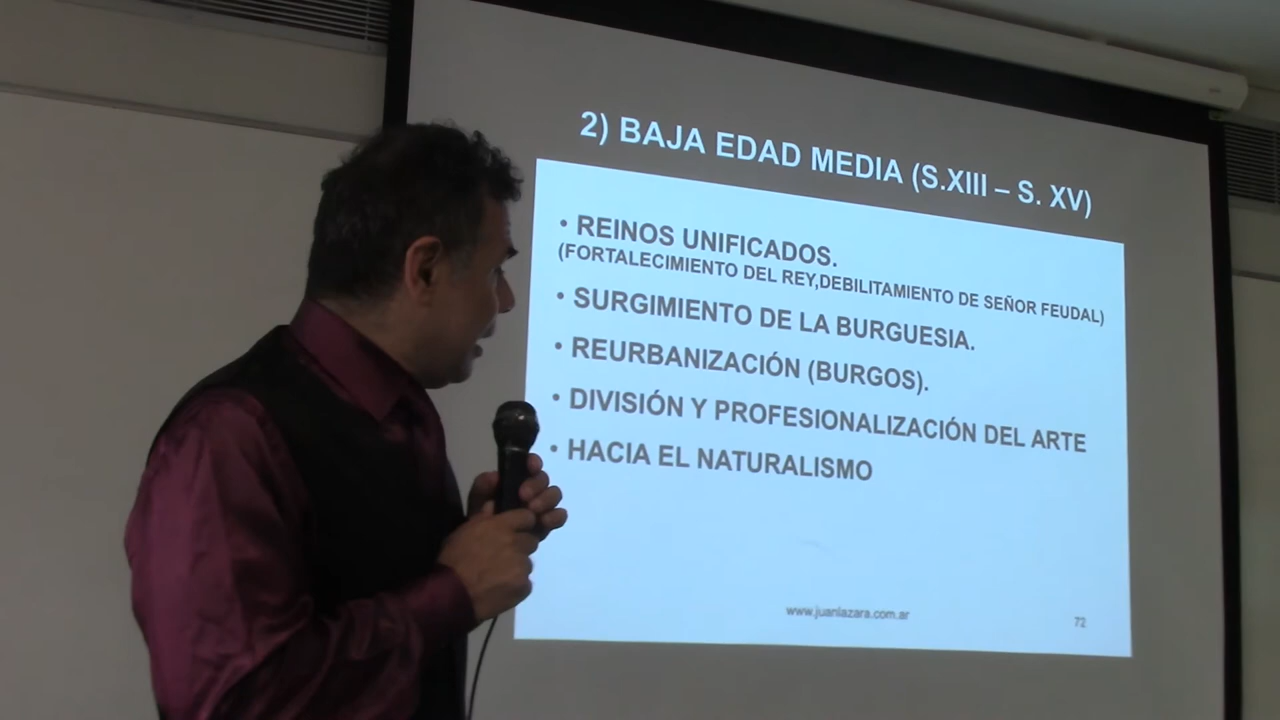 2) BAJA EDAD MEDIA (S.XIII – S. XV)
• REINOS UNIFICADOS.
(FORTALECIMIENTO DEL REY,DEBILITAMIENTO DE SEÑOR FEUDAL)
• SURGIMIENTO DE LA BURGUESIA.
• REURBANIZACIÓN (BURGOS).
• DIVISIÓN Y PROFESIONALIZACIÓN DEL ARTE
• HACIA EL NATURALISMO
www.juanlazara.com.ar
72